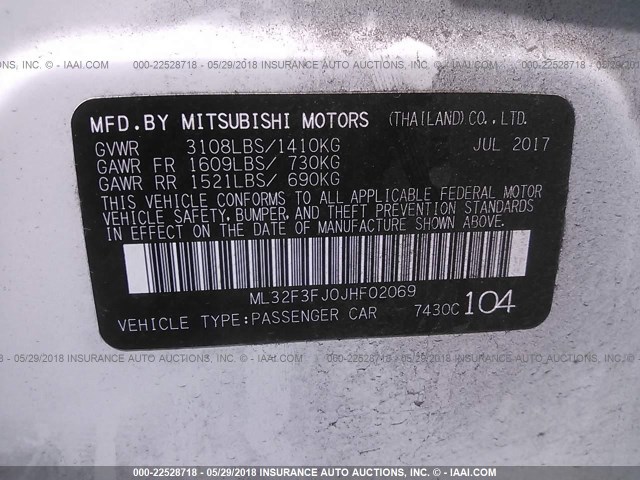 000-22528718 - 05/29/2018 INSURANCE AUTO AUCTIONS, INC. - © IAAI.COM
MFD.BY MITSUBISHI MOTORS (THAILAND)CO.,LTD.
GVWR 3108LBS/1410KG JUL 2017
GAWR FR 1609LBS/ 730KG
GAWR RR 1521LBS/ 690KG
THIS VEHICLE CONFORMS TO ALL APPLICABLE FEDERAL MOTOR
VEHICLE SAFETY, BUMPER, AND THEFT PREVENTION STANDARDS
IN EFFECT ON THE DATE OF MANUFACTURE SHOWN ABOVE.
ML32F3FJ0JHF02069
VEHICLE TYPE:PASSENGER CAR 7430C 104
000-22528718 - 05/29/2018 INSURANCE AUTO AUCTIONS, INC. - © IAAI.COM
000-22528718 - 05/29/2018 INSURANCE AUTO AUCTIONS, INC. - © IAAI.COM